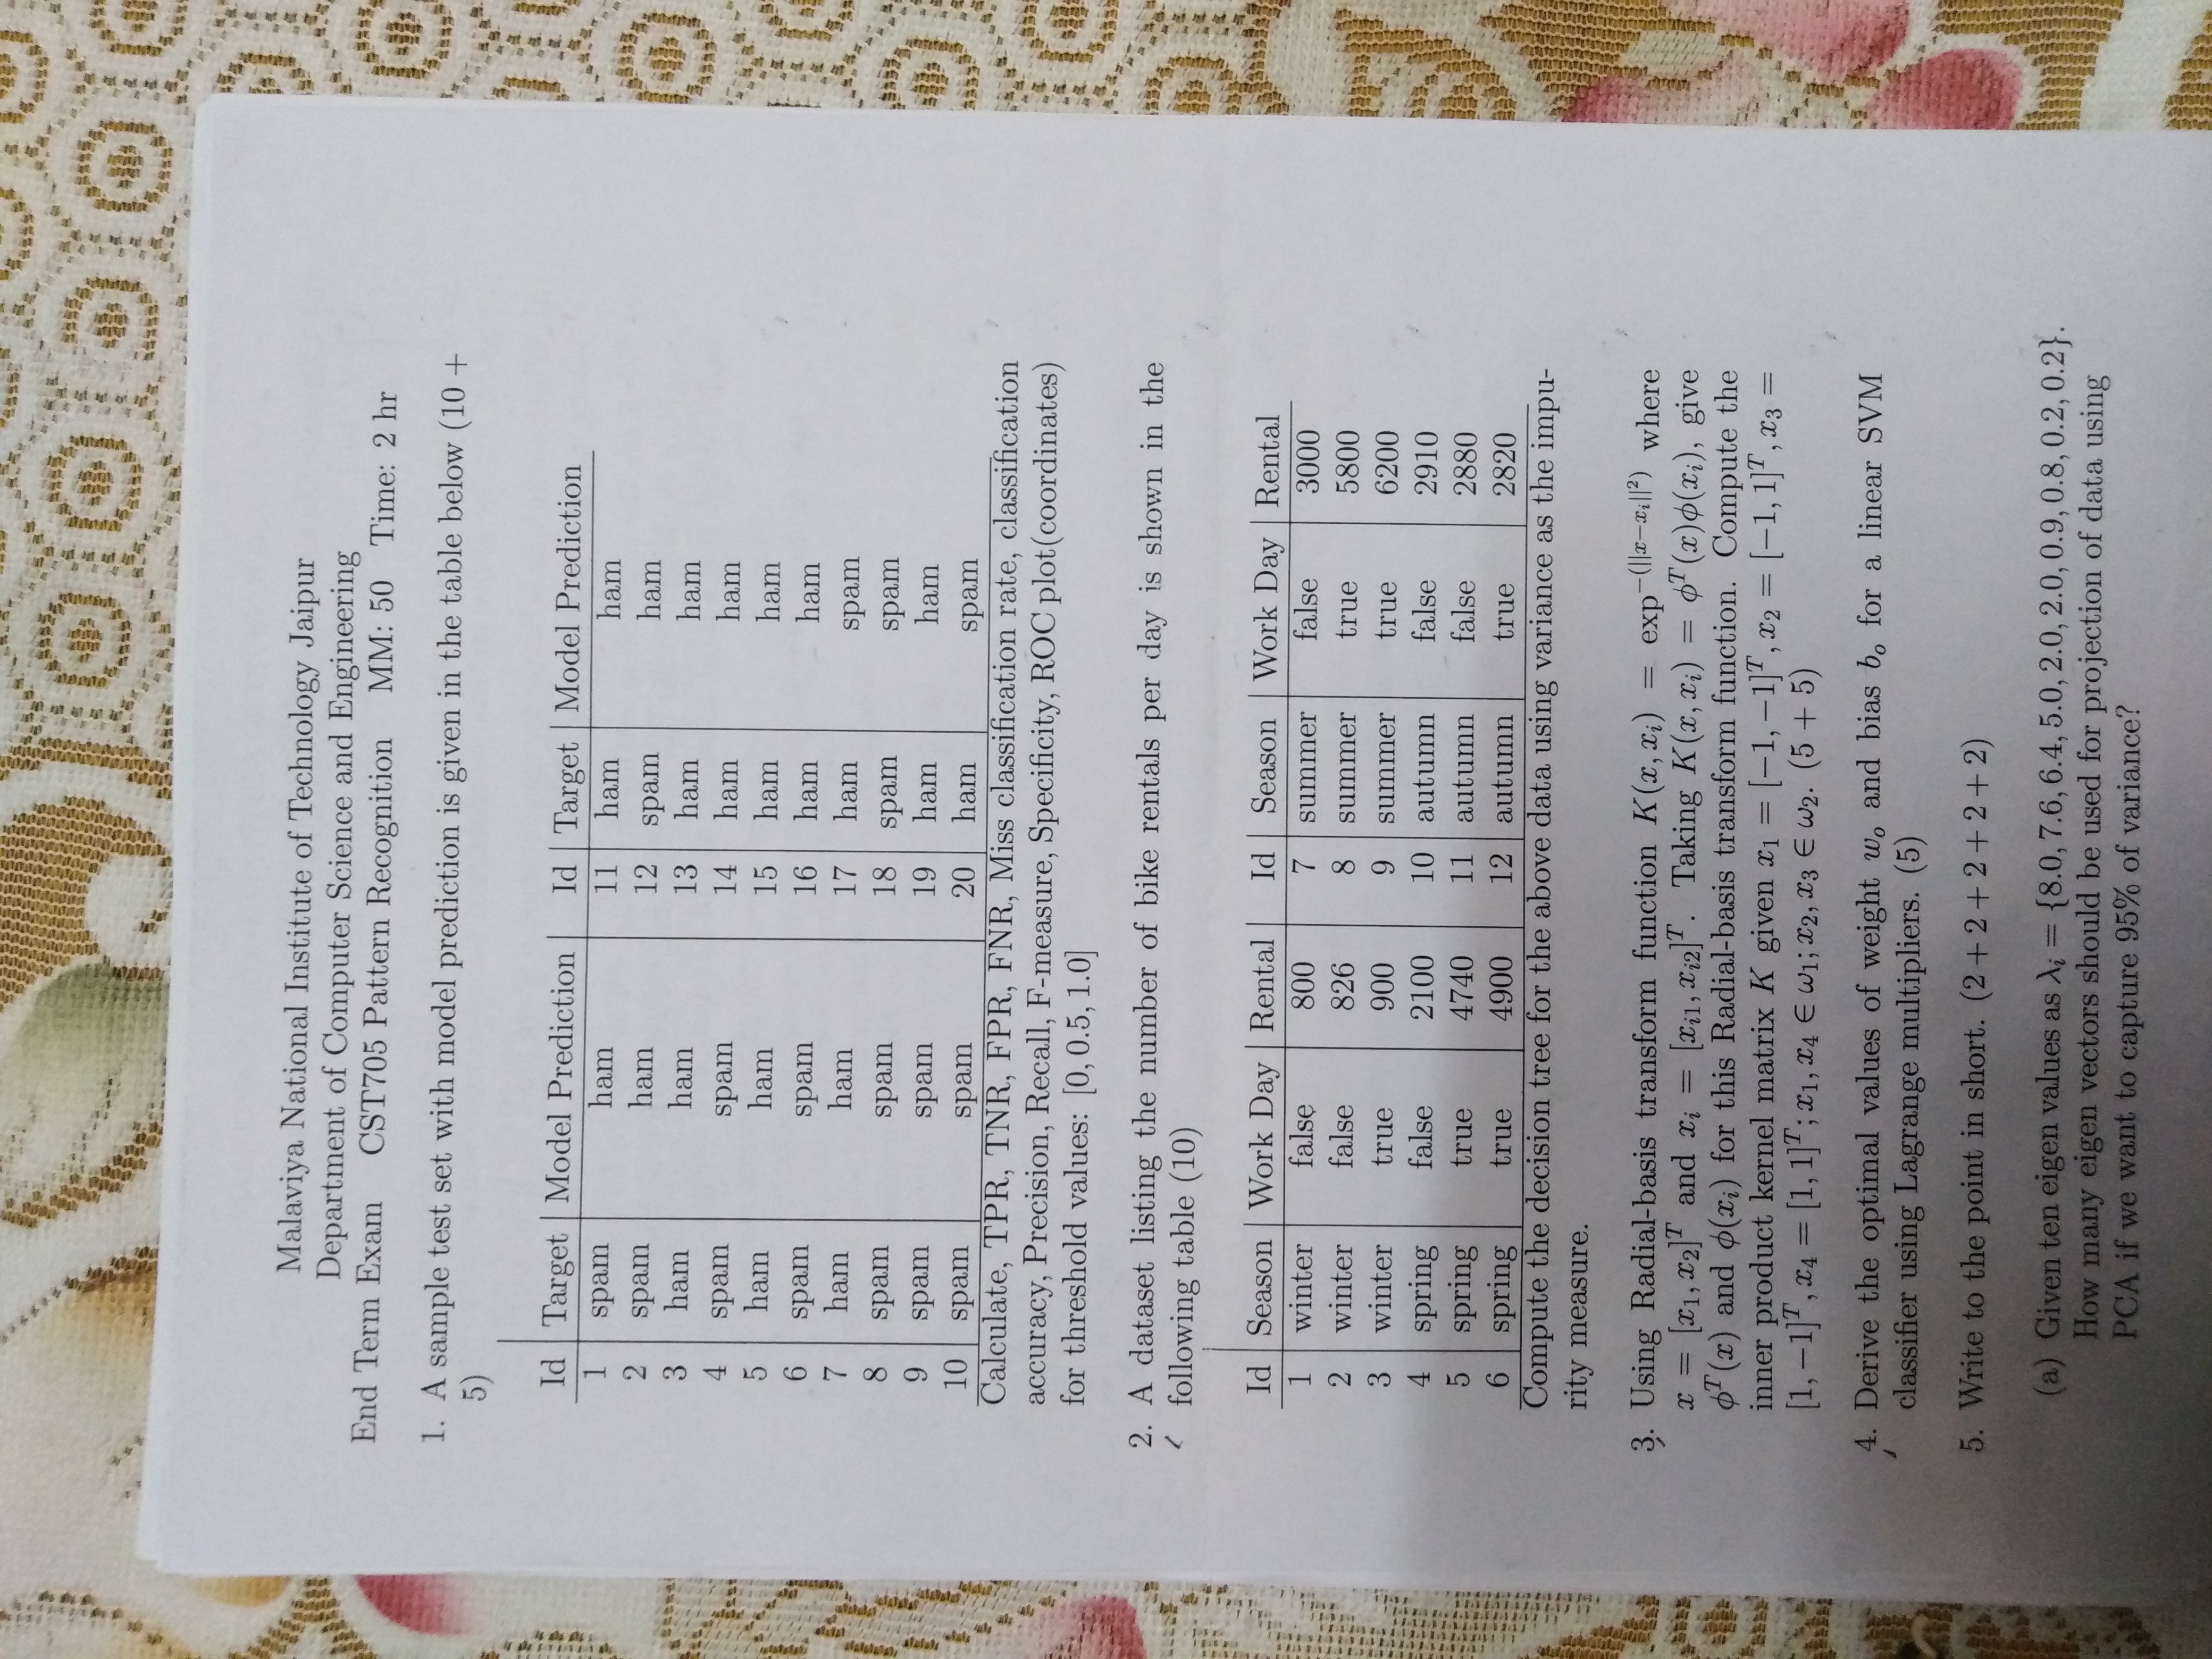 Malaviya National Institute of Technology Jaipur
Department of Computer Science and Engineering
End Term Exam CST705 Pattern Recognition MM: 50 Time: 2 hr
1. A sample test set with model prediction is given in the table below (10 +
5)
Id Target Model Prediction Id Target Model Prediction
1 spam ham 11 ham ham
2 spam ham 12 spam ham
3 ham ham 13 ham ham
4 spam spam 14 ham ham
5 ham ham 15 ham ham
6 spam spam 16 ham ham
7 ham ham 17 ham spam
8 spam spam 18 spam spam
9 spam spam 19 ham ham
10 spam spam 20 ham spam
Calculate, TPR, TNR, FPR, FNR, Miss classification rate, classification
accuracy, Precision, Recall, F-measure, Specificity, ROC plot(coordinates)
for threshold values: [0, 0.5, 1.0]
2. A dataset listing the number of bike rentals per day is shown in the
following table (10)
Id Season Work Day Rental Id Season Work Day Rental
1 winter false 800 7 summer false 3000
2 winter false 826 8 summer true 5800
3 winter true 900 9 summer true 6200
4 spring false 2100 10 autumn false 2910
5 spring true 4740 11 autumn false 2880
6 spring true 4900 12 autumn true 2820
Compute the decision tree for the above data using variance as the impu-
rity measure.
3. Using Radial-basis transform function K(x, x_i) = exp^{-(||x-x_i||^2)} where
x = [x_1, x_2]^T and x_i = [x_{i1}, x_{i2}]^T. Taking K(x, x_i) = ϕ^T(x)ϕ(x_i), give
ϕ^T(x) and ϕ(x_i) for this Radial-basis transform function. Compute the
inner product kernel matrix K given x_1 = [−1, −1]^T, x_2 = [−1, 1]^T, x_3 =
[1, −1]^T, x_4 = [1, 1]^T; x_1, x_4 ∈ ω_1; x_2, x_3 ∈ ω_2. (5 + 5)
4. Derive the optimal values of weight w_o and bias b_o for a linear SVM
classifier using Lagrange multipliers. (5)
5. Write to the point in short. (2 + 2 + 2 + 2 + 2)
(a) Given ten eigen values as λ_i = {8.0, 7.6, 6.4, 5.0, 2.0, 2.0, 0.9, 0.8, 0.2, 0.2}.
How many eigen vectors should be used for projection of data using
PCA if we want to capture 95% of variance?